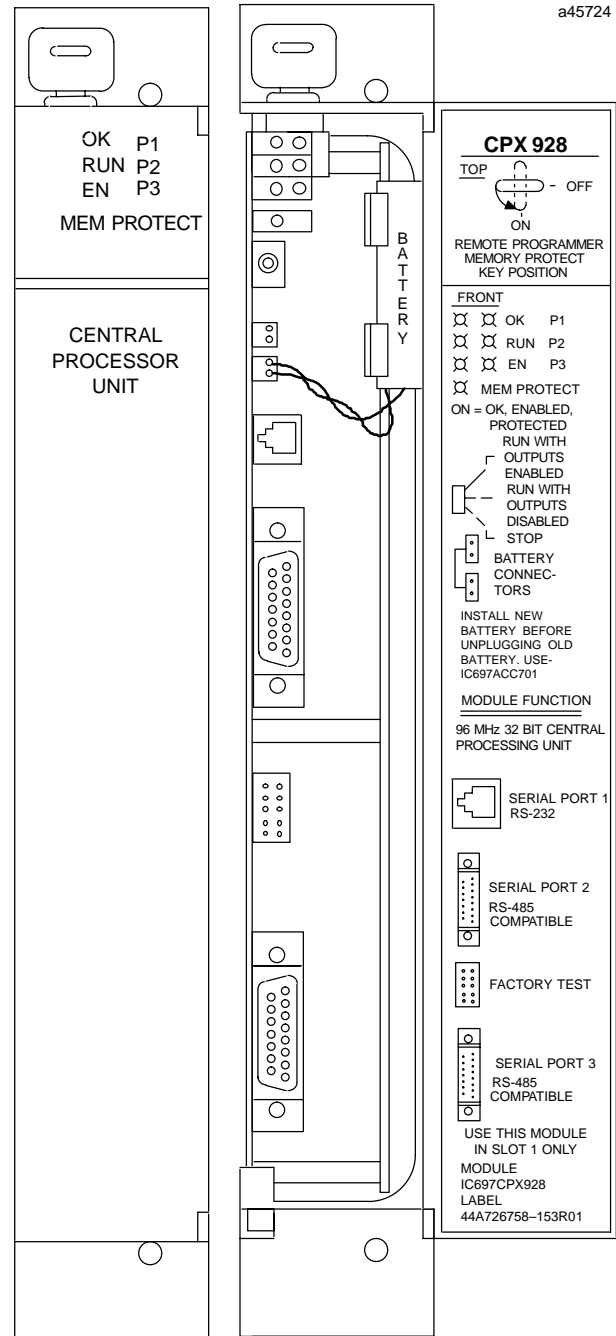 a45724
OK P1
RUN P2
EN P3
MEM PROTECT
CENTRAL
PROCESSOR
UNIT
BATTERY
CPX 928
TOP
OFF
ON
REMOTE PROGRAMMER
MEMORY PROTECT
KEY POSITION
FRONT
OK P1
RUN P2
EN P3
MEM PROTECT
ON = OK, ENABLED,
PROTECTED
RUN WITH
OUTPUTS
ENABLED
RUN WITH
OUTPUTS
DISABLED
STOP
BATTERY
CONNEC-
TORS
INSTALL NEW
BATTERY BEFORE
UNPLUGGING OLD
BATTERY. USE-
IC697ACC701
MODULE FUNCTION
96 MHz 32 BIT CENTRAL
PROCESSING UNIT
SERIAL PORT 1
RS-232
SERIAL PORT 2
RS-485
COMPATIBLE
FACTORY TEST
SERIAL PORT 3
RS-485
COMPATIBLE
USE THIS MODULE
IN SLOT 1 ONLY
MODULE
IC697CPX928
LABEL
44A726758–153R01